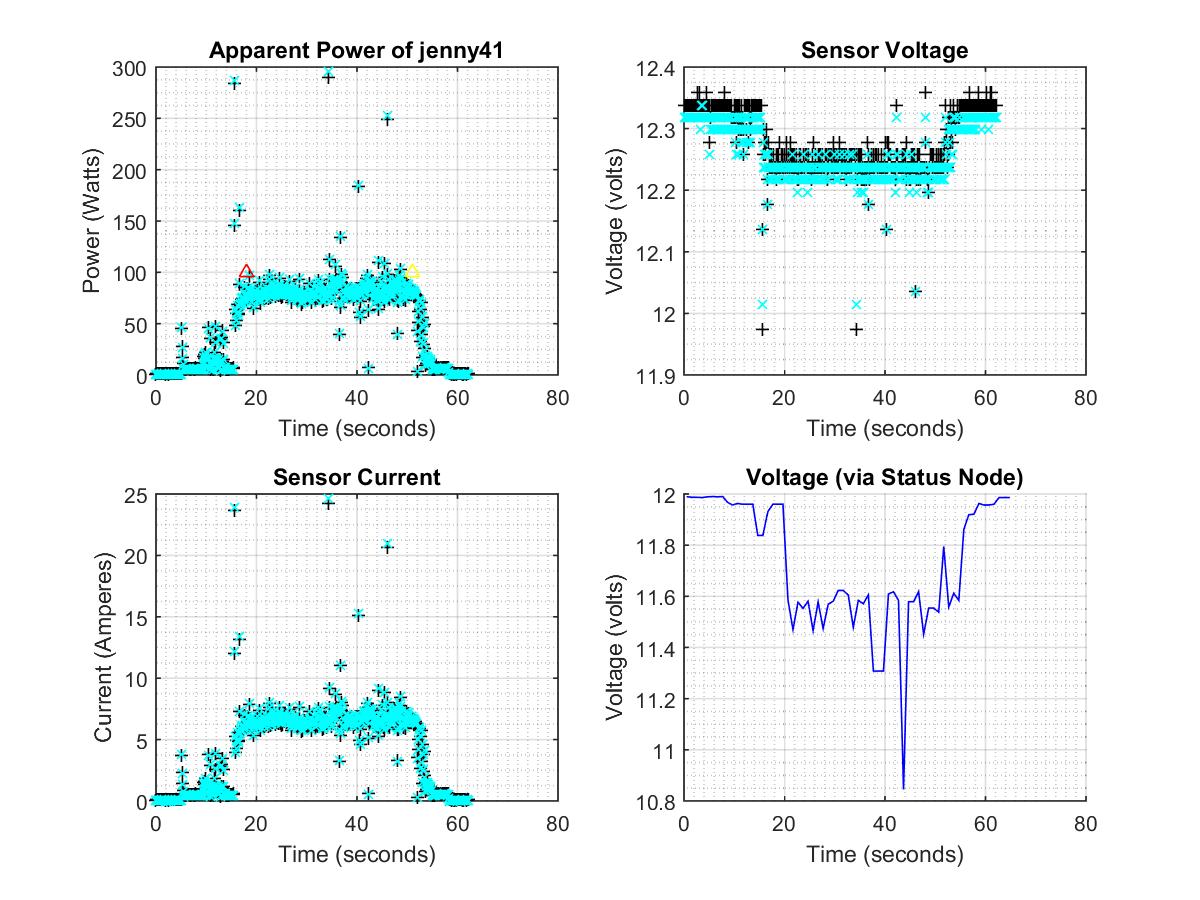 Apparent Power of jenny41
300
250
200
150
100
50
0
Power (Watts)
0 20 40 60 80
Time (seconds)
Sensor Voltage
12.4
12.3
12.2
12.1
12
11.9
Voltage (volts)
0 20 40 60 80
Time (seconds)
Sensor Current
25
20
15
10
5
0
Current (Amperes)
0 20 40 60 80
Time (seconds)
Voltage (via Status Node)
12
11.8
11.6
11.4
11.2
11
10.8
Voltage (volts)
0 20 40 60 80
Time (seconds)